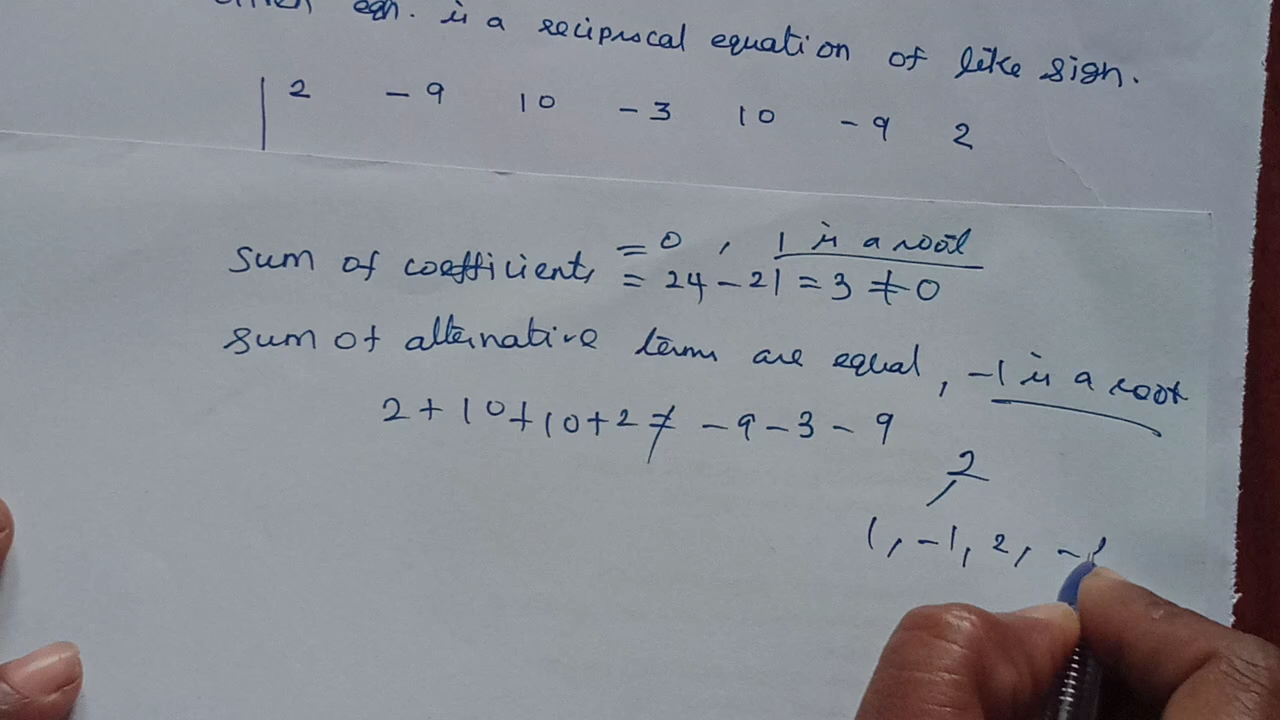 eqn. is a reciprocal equation of like sign.
2 -9 10 -3 10 -9 2
sum of coefficients = 0 , 1 is a root
= 24 - 21 = 3 ≠ 0
sum of alternative terms are equal, -1 is a root
2 + 10 + 10 + 2 ≠ -9 - 3 - 9
2
1, -1, 2, -